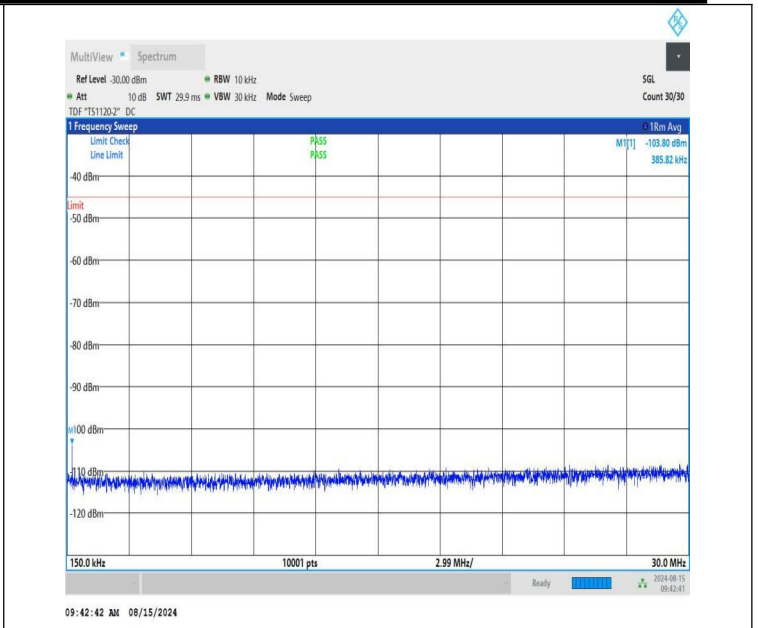 MultiView Spectrum
Ref Level -30.00 dBm RBW 10 kHz SGL
Att 10 dB SWT 29.9 ms VBW 30 kHz Mode Sweep Count 30/30
TDF "TS1120-2" DC
1 Frequency Sweep 1Rm Avg
Limit Check PASS M1[1] -103.80 dBm
Line Limit PASS 385.82 kHz
-40 dBm
Limit
-50 dBm
-60 dBm
-70 dBm
-80 dBm
-90 dBm
M1
-100 dBm
-110 dBm
-120 dBm
150.0 kHz 10001 pts 2.99 MHz/ 30.0 MHz
Ready 2024-08-15
09:42:41
09:42:42 AM 08/15/2024